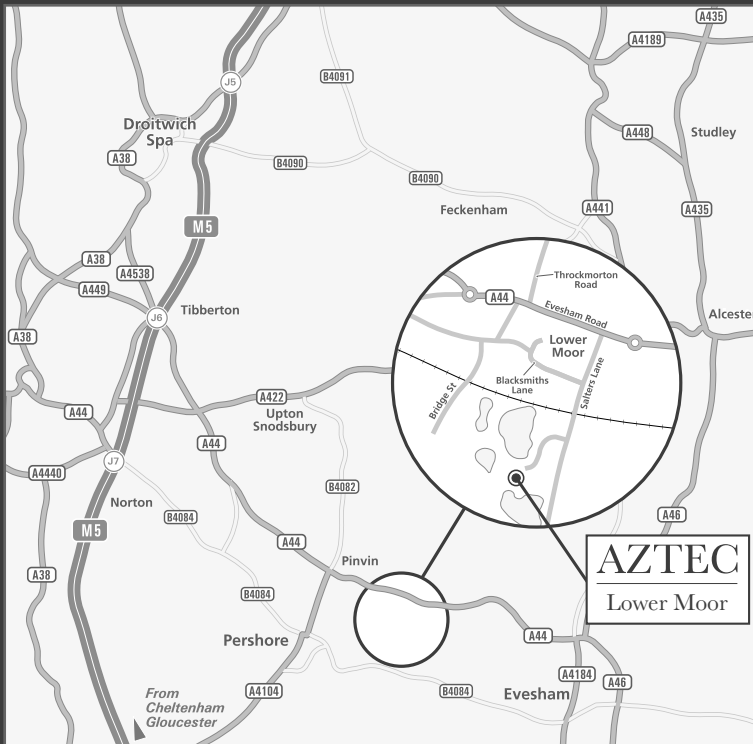 A435
A4189
J5
B4091
Droitwich
Spa
A448
Studley
A38
B4090
B4090
Feckenham
A441
A435
M5
A38
A4538
A449
Throckmorton
Road
A44
Evesham Road
J6
Tibberton
Alcester
A38
Lower
Moor
Blacksmiths
Lane
Salters Lane
Bridge St
A44
A422
Upton
Snodsbury
A44
J7
A4440
B4082
Norton
B4084
A46
M5
A44
Pinvin
AZTEC
Lower Moor
A38
B4084
Pershore
A44
A4184
A46
A4104
B4084
Evesham
From
Cheltenham
Gloucester